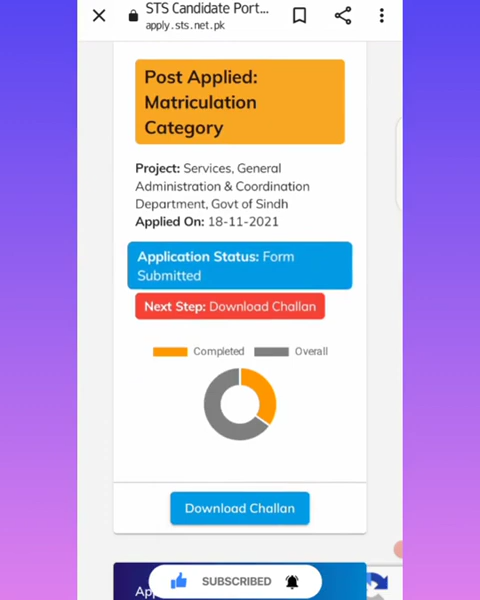 STS Candidate Port...
apply.sts.net.pk
Post Applied:
Matriculation
Category
Project: Services, General
Administration & Coordination
Department, Govt of Sindh
Applied On: 18-11-2021
Application Status: Form
Submitted
Next Step: Download Challan
Completed Overall
Download Challan
SUBSCRIBED